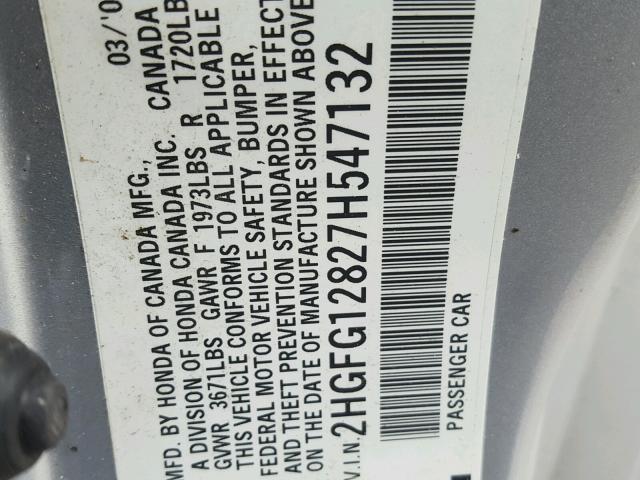 MFD. BY HONDA OF CANADA MFG., 03/'0
A DIVISION OF HONDA CANADA INC. CANADA
GVWR 3671LBS GAWR F 1973LBS R 1720LB
THIS VEHICLE CONFORMS TO ALL APPLICABLE
FEDERAL MOTOR VEHICLE SAFETY, BUMPER,
AND THEFT PREVENTION STANDARDS IN EFFECT
ON THE DATE OF MANUFACTURE SHOWN ABOVE
V.I.N. 2HGFG12827H547132
PASSENGER CAR